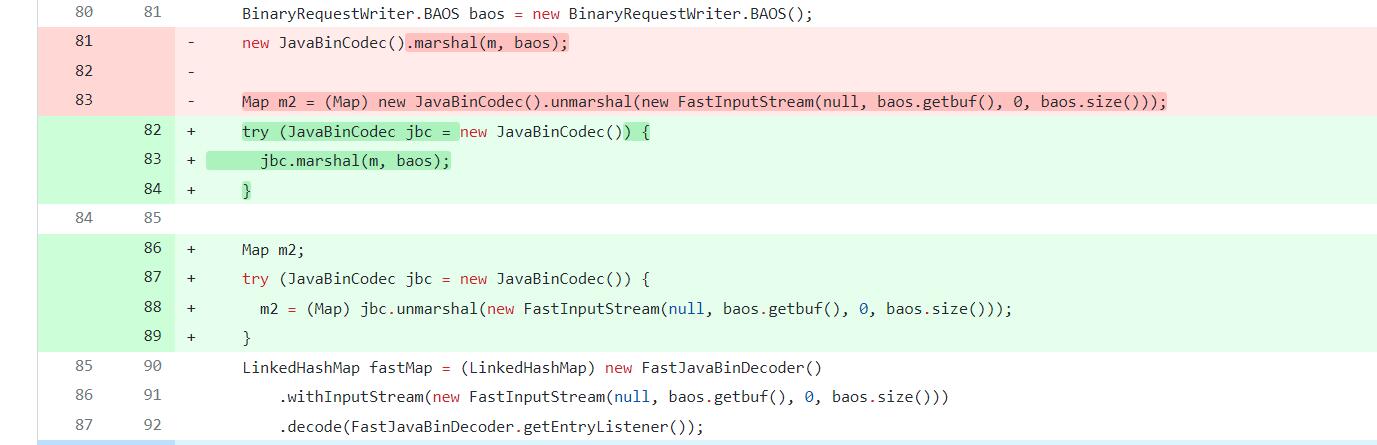 80 81 BinaryRequestWriter.BAOS baos = new BinaryRequestWriter.BAOS();
81 - new JavaBinCodec().marshal(m, baos);
82 -
83 - Map m2 = (Map) new JavaBinCodec().unmarshal(new FastInputStream(null, baos.getbuf(), 0, baos.size()));
82 + try (JavaBinCodec jbc = new JavaBinCodec()) {
83 + jbc.marshal(m, baos);
84 + }
84 85
86 + Map m2;
87 + try (JavaBinCodec jbc = new JavaBinCodec()) {
88 + m2 = (Map) jbc.unmarshal(new FastInputStream(null, baos.getbuf(), 0, baos.size()));
89 + }
85 90 LinkedHashMap fastMap = (LinkedHashMap) new FastJavaBinDecoder()
86 91 .withInputStream(new FastInputStream(null, baos.getbuf(), 0, baos.size()))
87 92 .decode(FastJavaBinDecoder.getEntryListener());